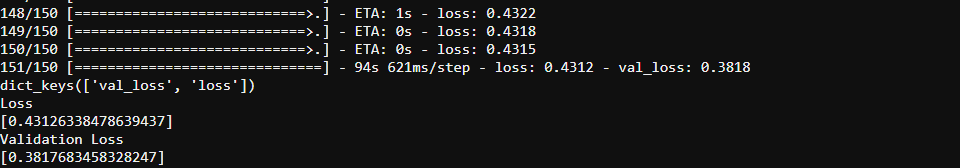 148/150 [============================>.] - ETA: 1s - loss: 0.4322
149/150 [============================>.] - ETA: 0s - loss: 0.4318
150/150 [============================>.] - ETA: 0s - loss: 0.4315
151/150 [==============================] - 94s 621ms/step - loss: 0.4312 - val_loss: 0.3818
dict_keys(['val_loss', 'loss'])
Loss
[0.43126338478639437]
Validation Loss
[0.3817683458328247]